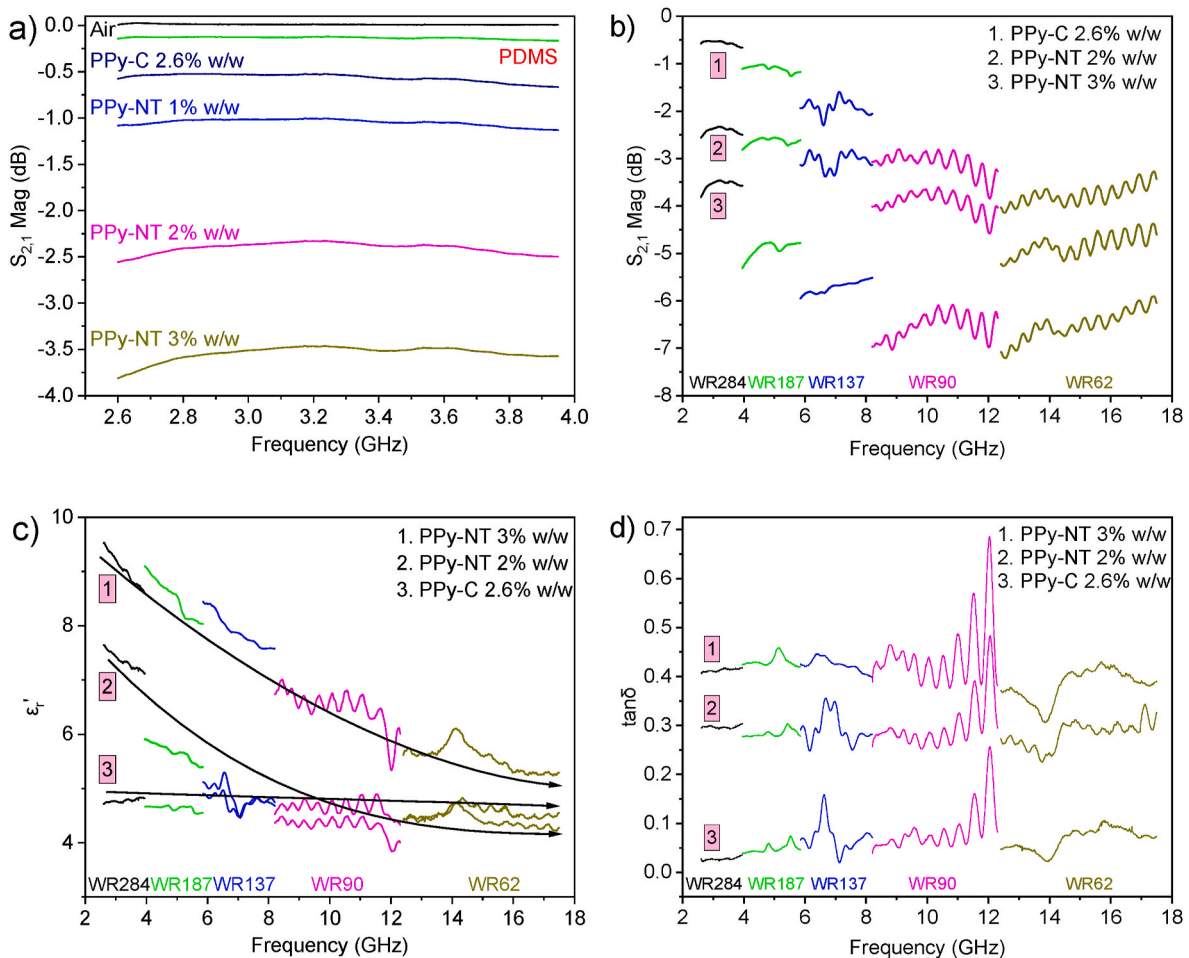 a)
0.0
-0.5
-1.0
-1.5
-2.0
-2.5
-3.0
-3.5
-4.0
S2,1 Mag (dB)
Air
PDMS
PPy-C 2.6% w/w
PPy-NT 1% w/w
PPy-NT 2% w/w
PPy-NT 3% w/w
2.6 2.8 3.0 3.2 3.4 3.6 3.8 4.0
Frequency (GHz)
b)
0
-1
-2
-3
-4
-5
-6
-7
-8
S2,1 Mag (dB)
1. PPy-C 2.6% w/w
2. PPy-NT 2% w/w
3. PPy-NT 3% w/w
1
2
3
WR284 WR187 WR137 WR90 WR62
2 4 6 8 10 12 14 16 18
Frequency (GHz)
c)
10
8
6
4
εr'
1. PPy-NT 3% w/w
2. PPy-NT 2% w/w
3. PPy-C 2.6% w/w
1
2
3
WR284 WR187 WR137 WR90 WR62
2 4 6 8 10 12 14 16 18
Frequency (GHz)
d)
0.7
0.6
0.5
0.4
0.3
0.2
0.1
0.0
tanδ
1. PPy-NT 3% w/w
2. PPy-NT 2% w/w
3. PPy-C 2.6% w/w
1
2
3
WR284 WR187 WR137 WR90 WR62
2 4 6 8 10 12 14 16 18
Frequency (GHz)